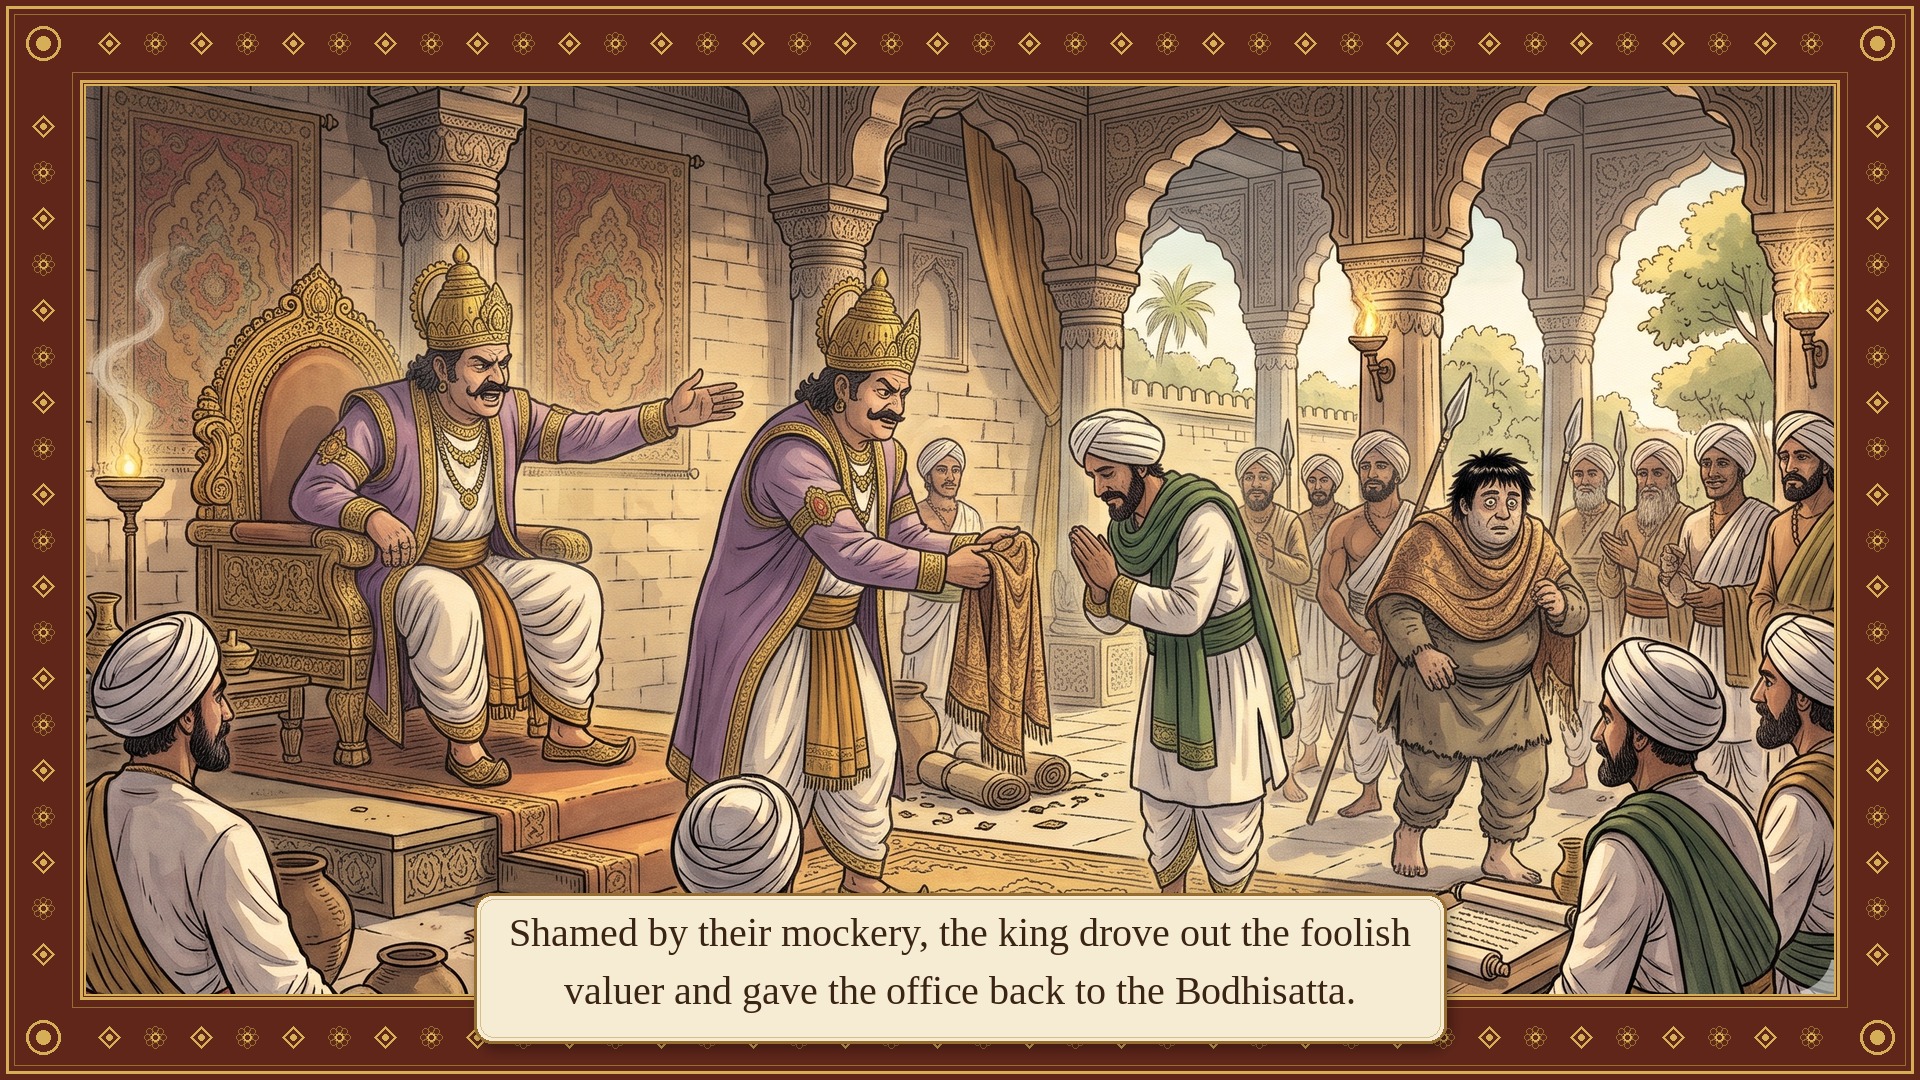 Shamed by their mockery, the king drove out the foolish
valuer and gave the office back to the Bodhisatta.